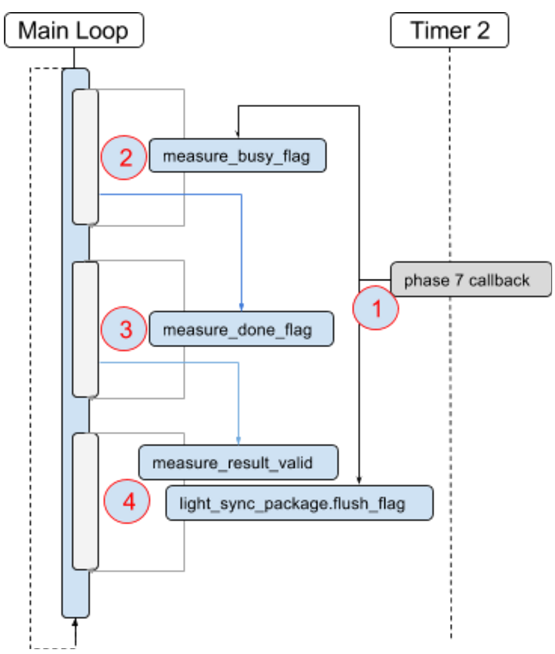 Main Loop
Timer 2
2
measure_busy_flag
phase 7 callback
1
3
measure_done_flag
measure_result_valid
4
light_sync_package.flush_flag